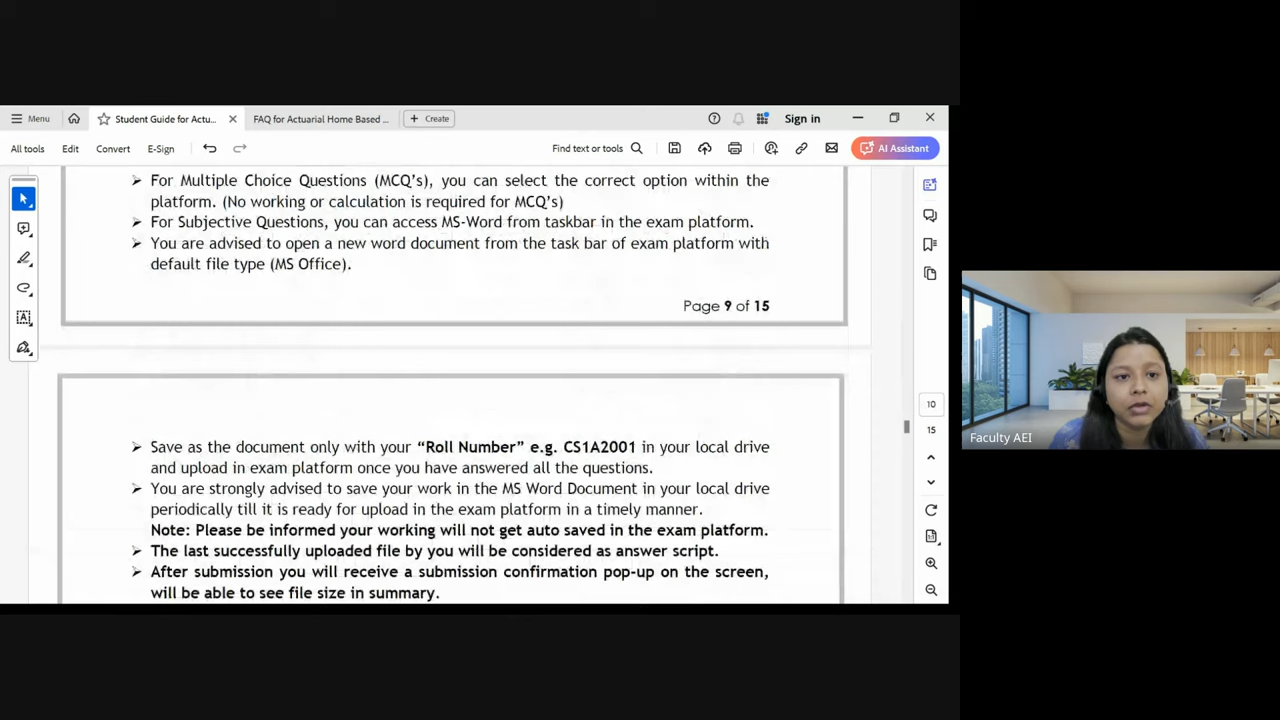 Menu
Student Guide for Actu...
FAQ for Actuarial Home Based ...
Create
Sign in
All tools
Edit
Convert
E-Sign
Find text or tools
AI Assistant
➢ For Multiple Choice Questions (MCQ's), you can select the correct option within the
platform. (No working or calculation is required for MCQ's)
➢ For Subjective Questions, you can access MS-Word from taskbar in the exam platform.
➢ You are advised to open a new word document from the task bar of exam platform with
default file type (MS Office).
Page 9 of 15
➢ Save as the document only with your “Roll Number” e.g. CS1A2001 in your local drive
and upload in exam platform once you have answered all the questions.
➢ You are strongly advised to save your work in the MS Word Document in your local drive
periodically till it is ready for upload in the exam platform in a timely manner.
Note: Please be informed your working will not get auto saved in the exam platform.
➢ The last successfully uploaded file by you will be considered as answer script.
➢ After submission you will receive a submission confirmation pop-up on the screen,
will be able to see file size in summary.
10
15
Faculty AEI